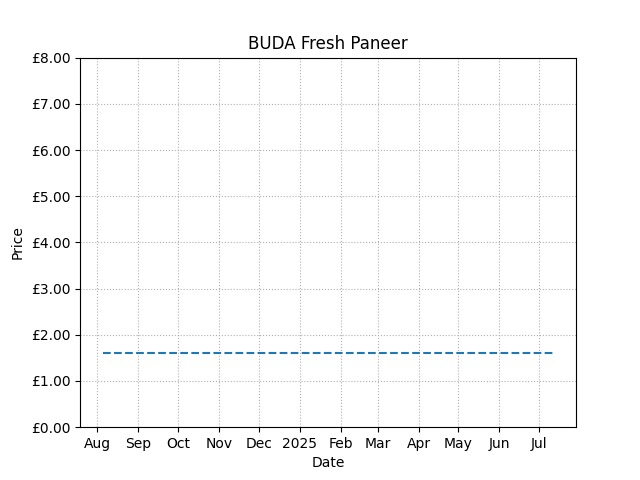 BUDA Fresh Paneer
£8.00
£7.00
£6.00
£5.00
£4.00
£3.00
£2.00
£1.00
£0.00
Price
Aug Sep Oct Nov Dec 2025 Feb Mar Apr May Jun Jul
Date